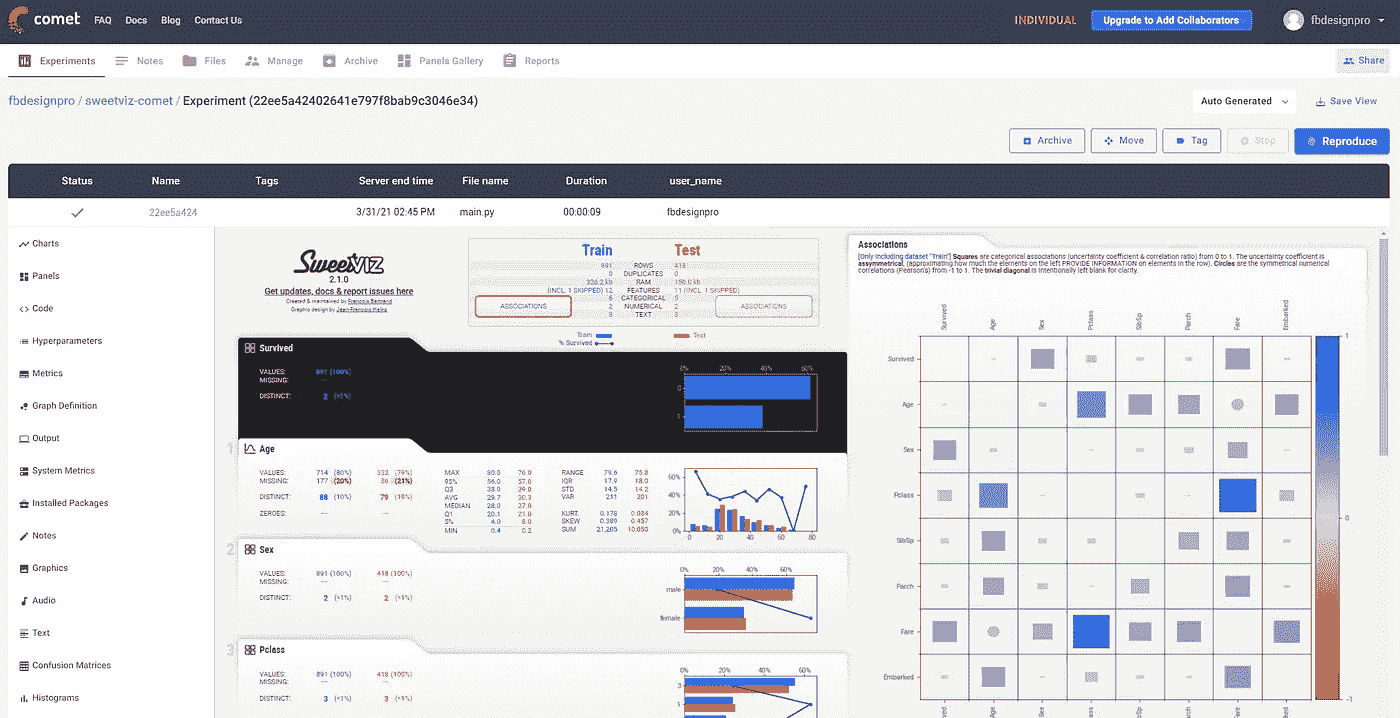 comet FAQ Docs Blog Contact Us INDIVIDUAL Upgrade to Add Collaborators fbdesignpro
Experiments Notes Files Manage Archive Panels Gallery Reports Share
fbdesignpro / sweetviz-comet / Experiment (22ee5a42402641e797f8bab9c3046e34) Auto Generated Save View
Archive Move Tag Stop Reproduce
Status Name Tags Server end time File name Duration user_name
22ee5a424 3/31/21 02:45 PM main.py 00:00:09 fbdesignpro
Charts
Panels
Code
Hyperparameters
Metrics
Graph Definition
Output
System Metrics
Installed Packages
Notes
Graphics
Audio
Text
Confusion Matrices
Histograms
SweetVIZ
2.1.0
Get updates, docs & report issues here
Created & maintained by Francois Bertrand
Graphic design by Jean-Francois Hains
Train Test
891 ROWS 418
0 DUPLICATES 0
326.2 kb RAM 150.0 kb
(INCL. 1 SKIPPED) 12 FEATURES 11 (INCL. 1 SKIPPED)
6 CATEGORICAL 5
2 NUMERICAL 2
3 TEXT 3
ASSOCIATIONS ASSOCIATIONS
Train Test
% Survived
Survived
VALUES: 891 (100%)
MISSING: ---
DISTINCT: 2 (<1%)
0% 20% 40% 60%
0
1
1 Age
VALUES: 714 (80%) 332 (79%)
MISSING: 177 (20%) 86 (21%)
DISTINCT: 88 (10%) 79 (19%)
ZEROES: --- ---
MAX 80.0 76.0
95% 56.0 57.0
Q3 38.0 39.0
AVG 29.7 30.3
MEDIAN 28.0 27.0
Q1 20.1 21.0
5% 4.0 8.0
MIN 0.4 0.2
RANGE 79.6 75.8
IQR 17.9 18.0
STD 14.5 14.2
VAR 211 201
KURT. 0.178 0.084
SKEW 0.389 0.457
SUM 21,205 10,050
60%
40%
20%
0%
0 20 40 60 80
2 Sex
VALUES: 891 (100%) 418 (100%)
MISSING: --- ---
DISTINCT: 2 (<1%) 2 (<1%)
0% 20% 40% 60%
male
female
3 Pclass
VALUES: 891 (100%) 418 (100%)
MISSING: --- ---
DISTINCT: 3 (<1%) 3 (<1%)
0% 20% 40% 60%
3
1
Associations
[Only including dataset "Train"] Squares are categorical associations (uncertainty coefficient & correlation ratio) from 0 to 1. The uncertainty coefficient is
assymmetrical, (approximating how much the elements on the left PROVIDE INFORMATION on elements in the row). Circles are the symmetrical numerical
correlations (Pearson's) from -1 to 1. The trivial diagonal is intentionally left blank for clarity.
Survived Age Sex Pclass SibSp Parch Fare Embarked
Survived
Age
Sex
Pclass
SibSp
Parch
Fare
Embarked
1
0
-1